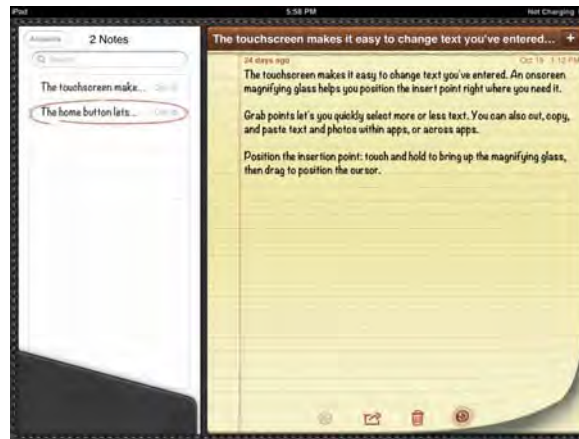 iPad 5:58 PM Not Charging
Accounts 2 Notes
The touchscreen makes it easy to change text you've entered... +
Search
24 days ago Oct 19 1:12 PM
The touchscreen make...
The home button lets...
The touchscreen makes it easy to change text you've entered. An onscreen
magnifying glass helps you position the insert point right where you need it.
Grab points let's you quickly select more or less text. You can also cut, copy,
and paste text and photos within apps, or across apps.
Position the insertion point: touch and hold to bring up the magnifying glass,
then drag to position the cursor.